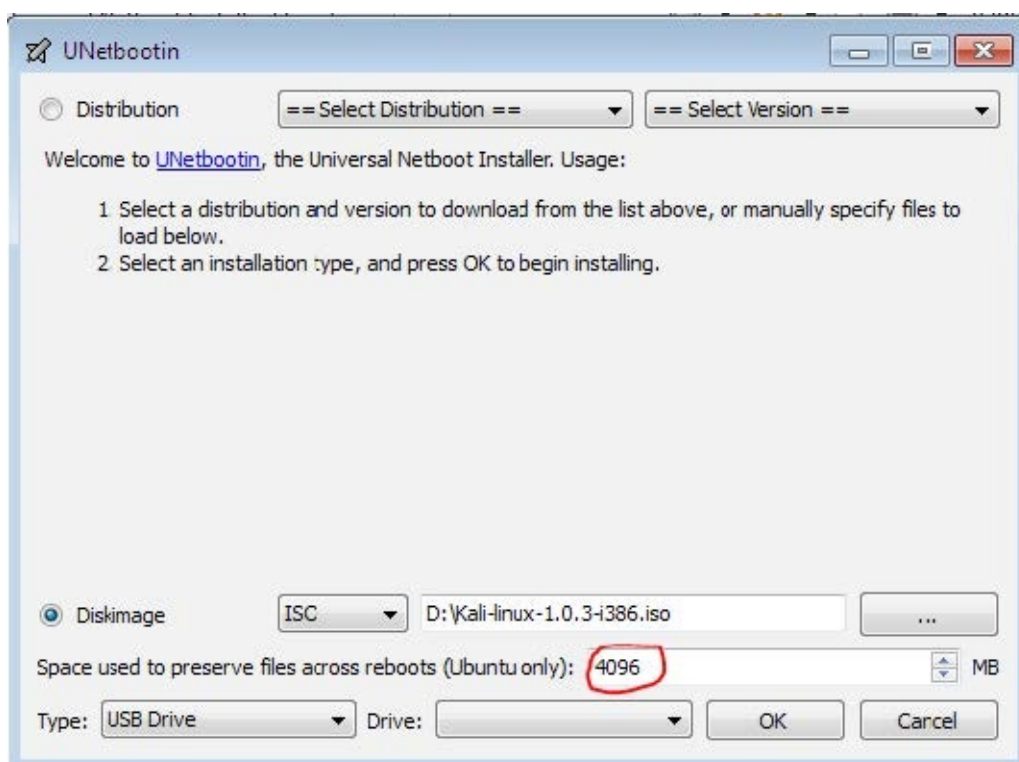 UNetbootin
Distribution == Select Distribution == == Select Version ==
Welcome to UNetbootin, the Universal Netboot Installer. Usage:
1 Select a distribution and version to download from the list above, or manually specify files to
load below.
2 Select an installation type, and press OK to begin installing.
Diskimage ISC D:\Kali-linux-1.0.3-i386.iso ...
Space used to preserve files across reboots (Ubuntu only): 4096 MB
Type: USB Drive Drive: OK Carcel